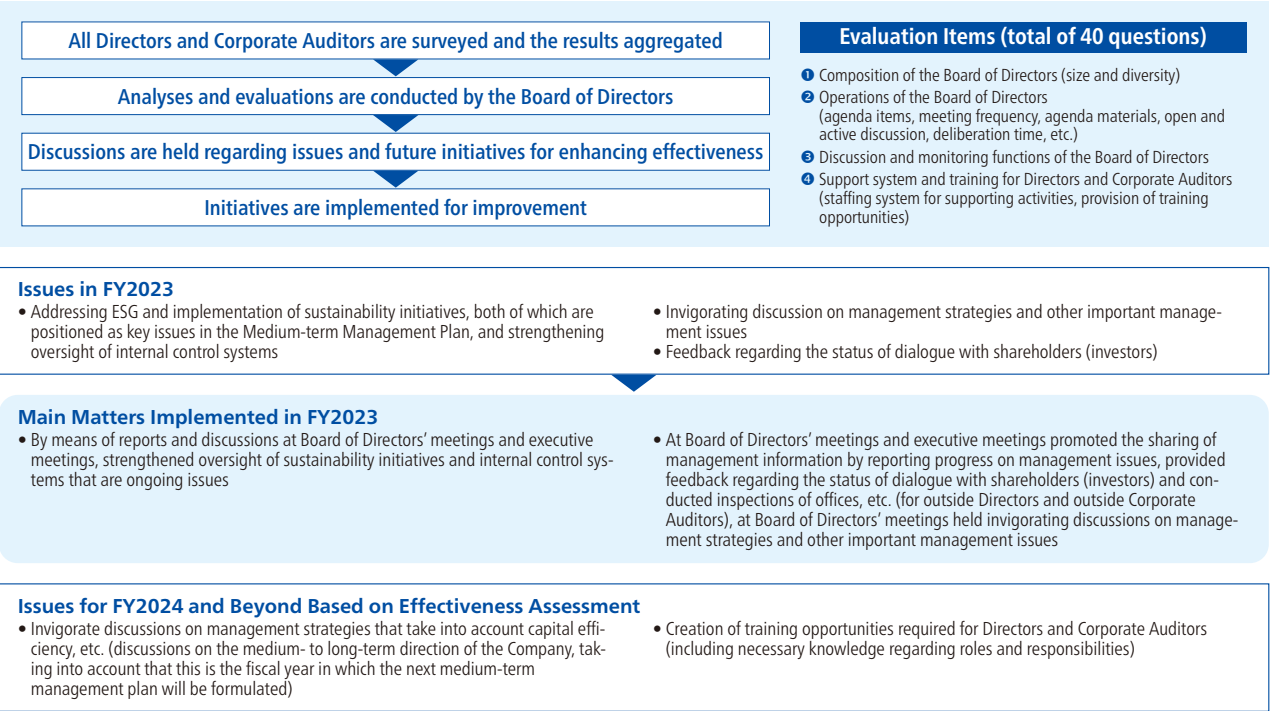 All Directors and Corporate Auditors are surveyed and the results aggregated
Analyses and evaluations are conducted by the Board of Directors
Discussions are held regarding issues and future initiatives for enhancing effectiveness
Initiatives are implemented for improvement
Evaluation Items (total of 40 questions)
❶ Composition of the Board of Directors (size and diversity)
❷ Operations of the Board of Directors
(agenda items, meeting frequency, agenda materials, open and
active discussion, deliberation time, etc.)
❸ Discussion and monitoring functions of the Board of Directors
❹ Support system and training for Directors and Corporate Auditors
(staffing system for supporting activities, provision of training
opportunities)
Issues in FY2023
• Addressing ESG and implementation of sustainability initiatives, both of which are
positioned as key issues in the Medium-term Management Plan, and strengthening
oversight of internal control systems
• Invigorating discussion on management strategies and other important manage-
ment issues
• Feedback regarding the status of dialogue with shareholders (investors)
Main Matters Implemented in FY2023
• By means of reports and discussions at Board of Directors' meetings and executive
meetings, strengthened oversight of sustainability initiatives and internal control sys-
tems that are ongoing issues
• At Board of Directors' meetings and executive meetings promoted the sharing of
management information by reporting progress on management issues, provided
feedback regarding the status of dialogue with shareholders (investors) and con-
ducted inspections of offices, etc. (for outside Directors and outside Corporate
Auditors), at Board of Directors' meetings held invigorating discussions on manage-
ment strategies and other important management issues
Issues for FY2024 and Beyond Based on Effectiveness Assessment
• Invigorate discussions on management strategies that take into account capital effi-
ciency, etc. (discussions on the medium- to long-term direction of the Company, tak-
ing into account that this is the fiscal year in which the next medium-term
management plan will be formulated)
• Creation of training opportunities required for Directors and Corporate Auditors
(including necessary knowledge regarding roles and responsibilities)